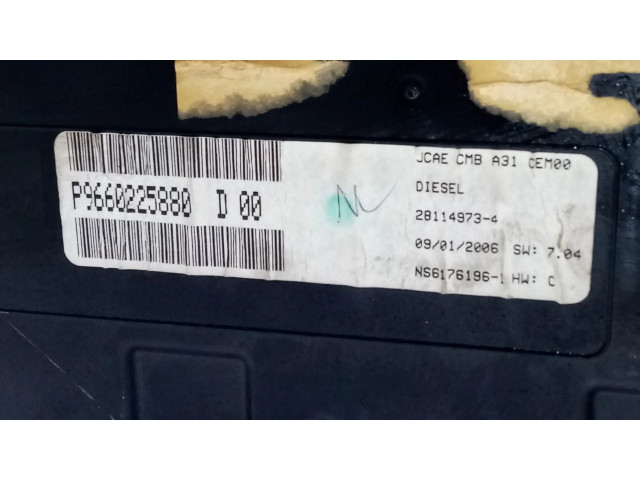 P9660225880 D 00
JCAE CMB A31 CEM00
DIESEL
28114973-4
09/01/2006 SW: 7.04
NS6176196-1 HW: C